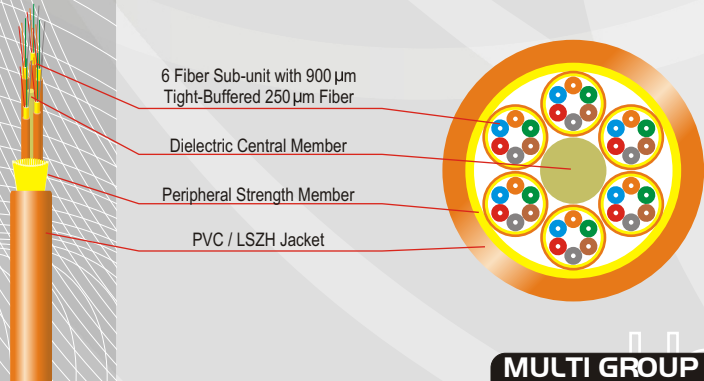 6 Fiber Sub-unit with 900 µm
Tight-Buffered 250 µm Fiber
Dielectric Central Member
Peripheral Strength Member
PVC / LSZH Jacket
MULTI GROUP